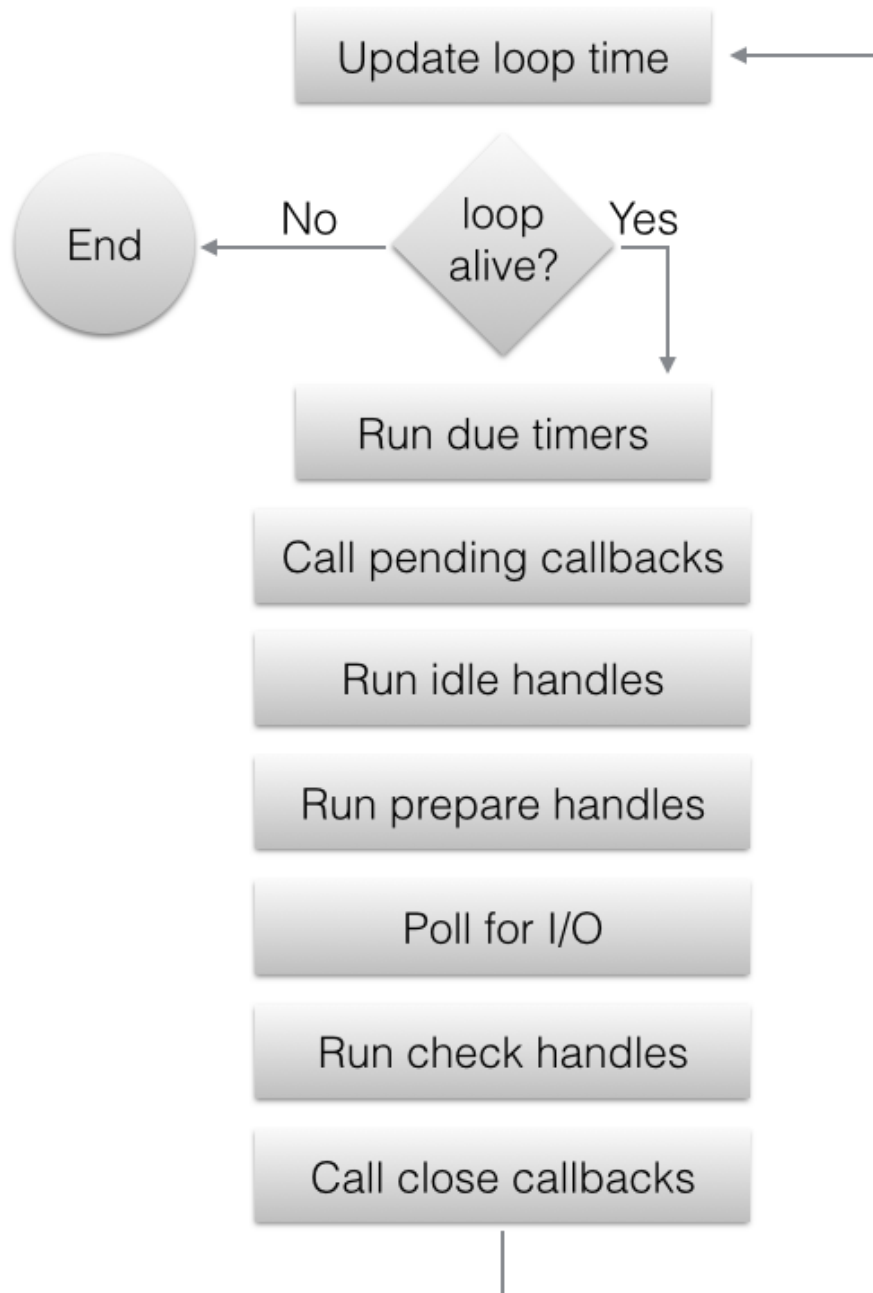 Update loop time
No
loop
Yes
End
alive?
Run due timers
Call pending callbacks
Run idle handles
Run prepare handles
Poll for I/O
Run check handles
Call close callbacks